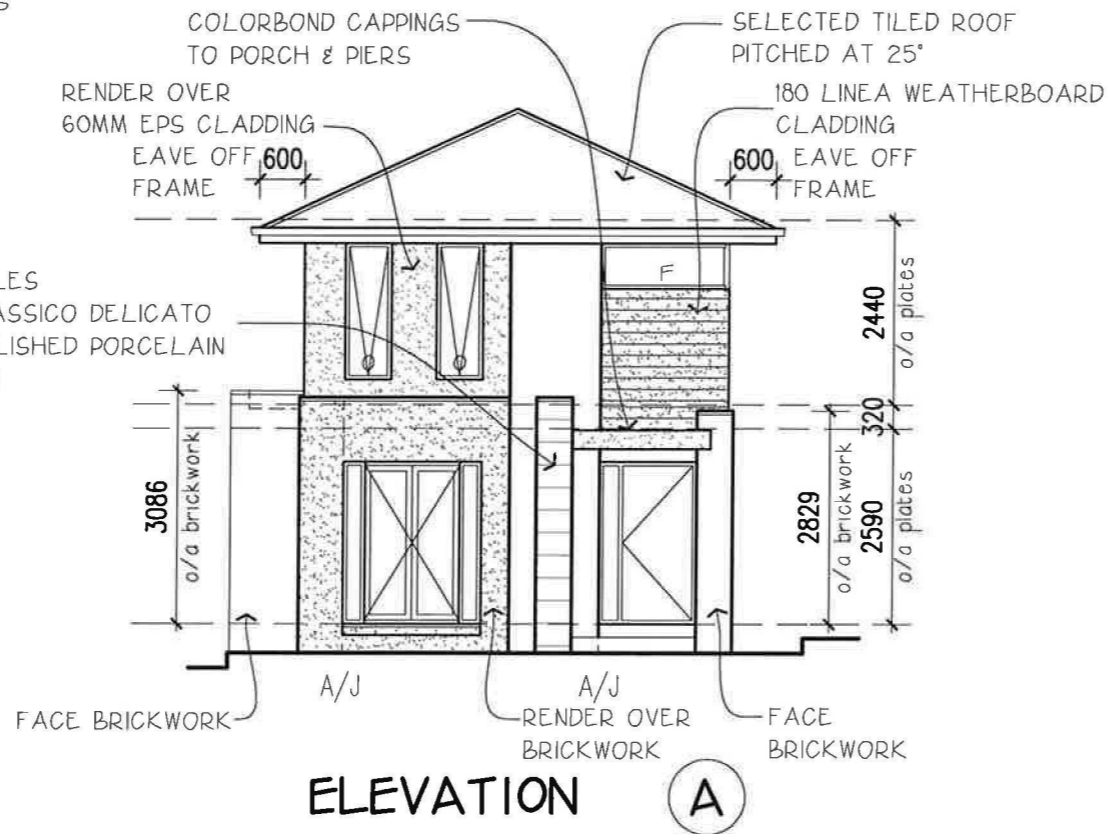 COLORBOND CAPPINGS
TO PORCH & PIERS
SELECTED TILED ROOF
PITCHED AT 25°
RENDER OVER
60MM EPS CLADDING
180 LINEA WEATHERBOARD
CLADDING
EAVE OFF
FRAME
600
600
EAVE OFF
FRAME
F
LES
ASSICO DELICATO
LISHED PORCELAIN
2440
o/a plates
320
3086
o/a brickwork
2829
o/a brickwork
2590
o/a plates
A/J
A/J
FACE BRICKWORK
RENDER OVER
BRICKWORK
FACE
BRICKWORK
ELEVATION A